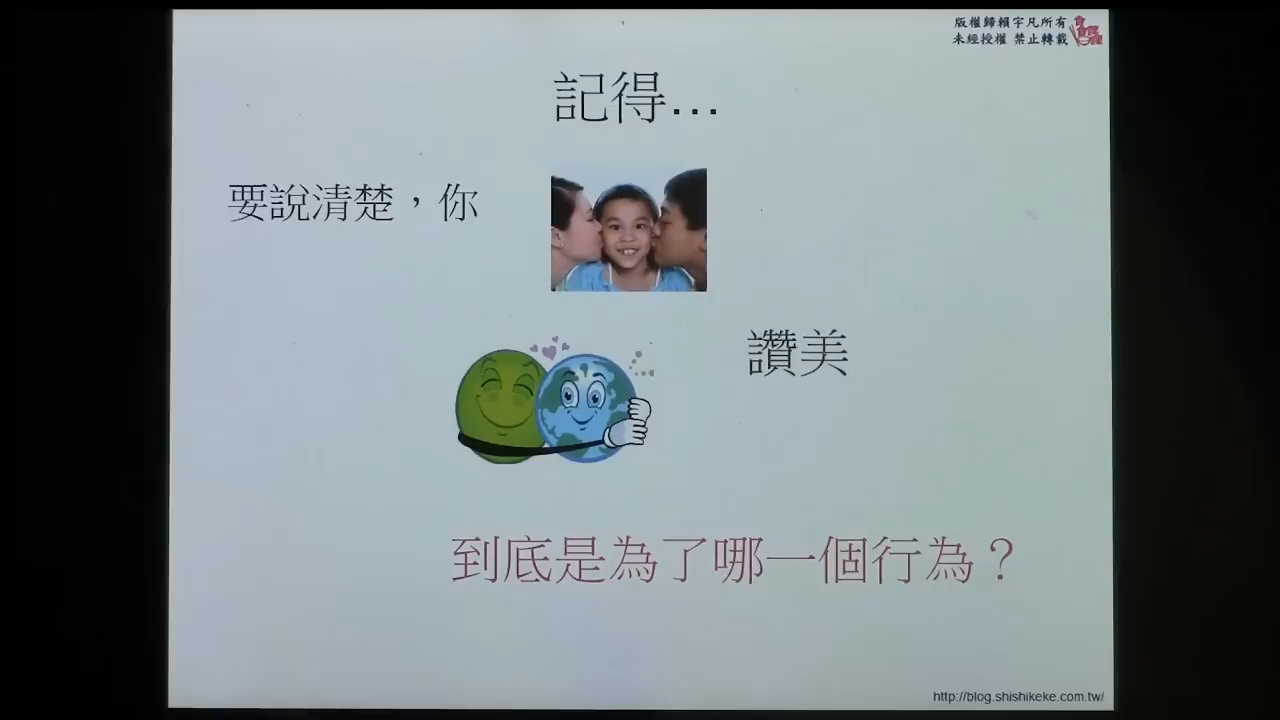 版權歸賴宇凡所有
未經授權 禁止轉載
記得...
要說清楚，你
讚美
到底是為了哪一個行為？
http://blog.shishikeke.com.tw/